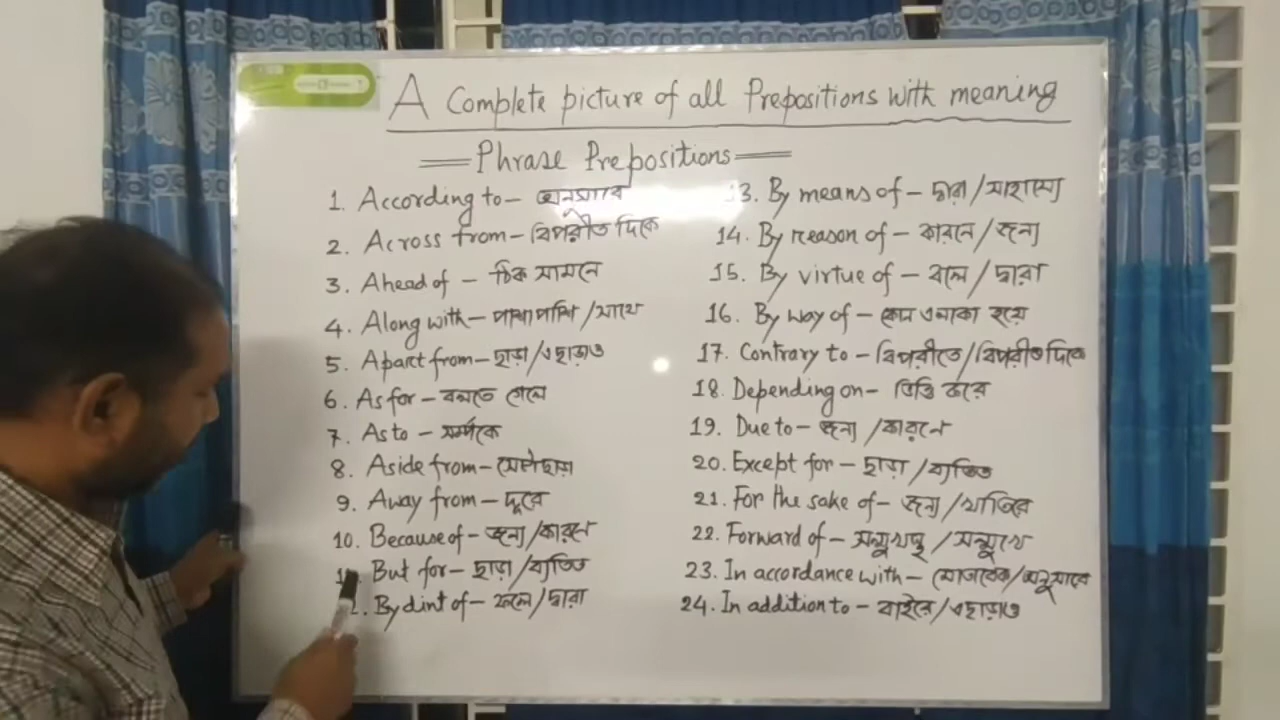 A Complete picture of all Prepositions with meaning
Phrase Prepositions
1. According to – অনুসারে
2. Across from – বিপরীত দিকে
3. Ahead of – ঠিক সামনে
4. Along with – পাশাপাশি / সাথে
5. Apart from – ছাড়া / এছাড়াও
6. As for – বলতে গেলে
7. As to – সম্পর্কে
8. Aside from –
9. Away from – দূরে
10. Because of – জন্য / কারনে
But for – ছাড়া / ব্যতিত
By dint of – ফলে / দ্বারা
13. By means of – দ্বারা / সাহায্যে
14. By reason of – কারনে / জন্য
15. By virtue of – বলে / দ্বারা
16. By way of – কোন এলাকা হয়ে
17. Contrary to – বিপরীতে / বিপরীত দিকে
18. Depending on – ভিত্তি করে
19. Due to – জন্য / কারনে
20. Except for – ছাড়া / ব্যতিত
21. For the sake of – জন্য / খাতিরে
22. Forward of – সম্মুখস্থ / সম্মুখে
23. In accordance with – মোতাবেক / অনুসারে
24. In addition to – বাইরে / এছাড়াও